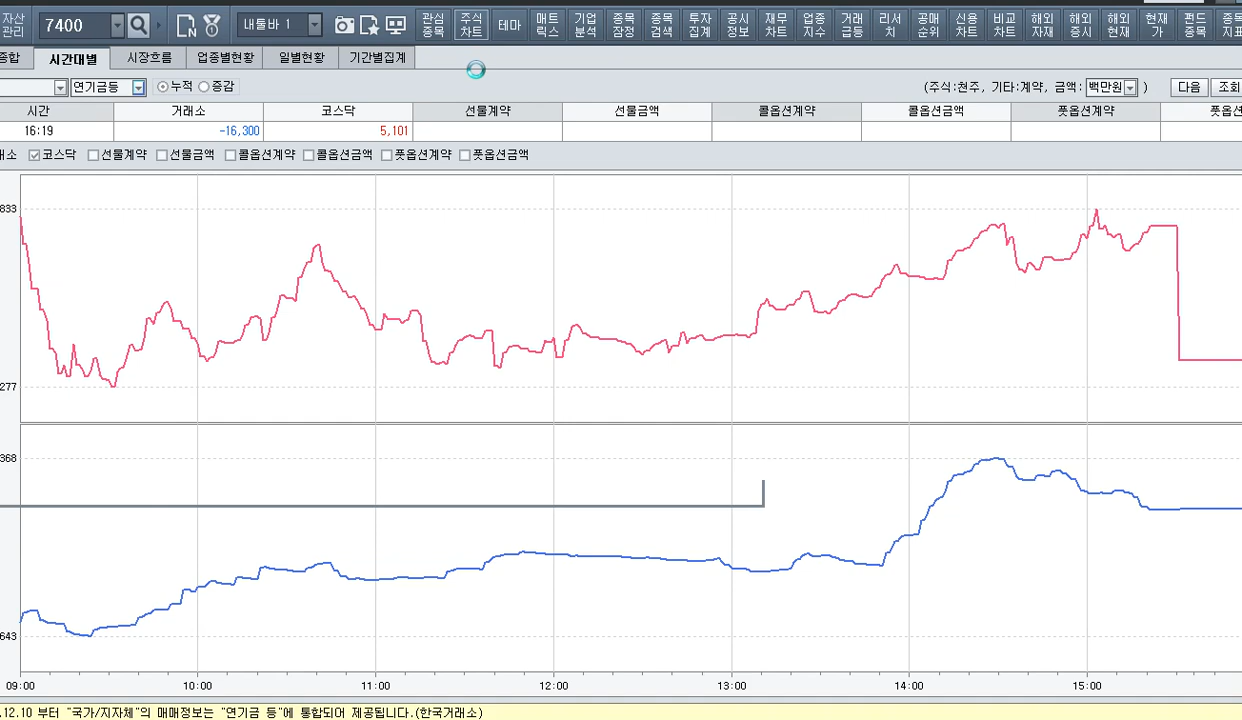 자산 관리 7400 내툴바 1 관심 종목 주식 차트 테마 매트 릭스 기업 분석 종목 잠정 종목 검색 투자 집계 공시 정보 재무 차트 업종 지수 거래 급등 리서 치 공매 순위 신용 차트 비교 차트 해외 자재 해외 증시 해외 현재 현재 가 펀드 종목 종목 지표
종합 시간대별 시장흐름 업종별현황 일별현황 기간별집계
연기금등 누적 증감 (주식:천주, 기타:계약, 금액: 백만원 ) 다음 조회
시간 거래소 코스닥 선물계약 선물금액 콜옵션계약 콜옵션금액 풋옵션계약 풋옵션
16:19 -16,300 5,101
래소 코스닥 선물계약 선물금액 콜옵션계약 콜옵션금액 풋옵션계약 풋옵션금액
833
277
368
643
09:00 10:00 11:00 12:00 13:00 14:00 15:00
.12.10 부터 "국가/지자체"의 매매정보는 "연기금 등"에 통합되어 제공됩니다.(한국거래소)